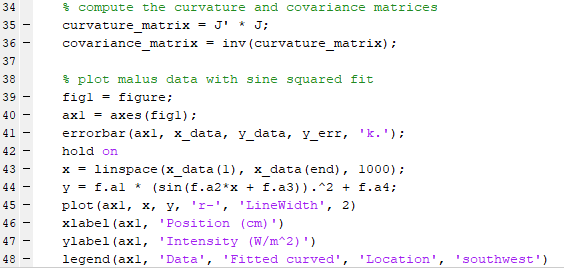 34 % compute the curvature and covariance matrices
35 - curvature_matrix = J' * J;
36 - covariance_matrix = inv(curvature_matrix);
37
38 % plot malus data with sine squared fit
39 - fig1 = figure;
40 - ax1 = axes(fig1);
41 - errorbar(ax1, x_data, y_data, y_err, 'k.');
42 - hold on
43 - x = linspace(x_data(1), x_data(end), 1000);
44 - y = f.a1 * (sin(f.a2*x + f.a3)).^2 + f.a4;
45 - plot(ax1, x, y, 'r-', 'LineWidth', 2)
46 - xlabel(ax1, 'Position (cm)')
47 - ylabel(ax1, 'Intensity (W/m^2)')
48 - legend(ax1, 'Data', 'Fitted curved', 'Location', 'southwest')